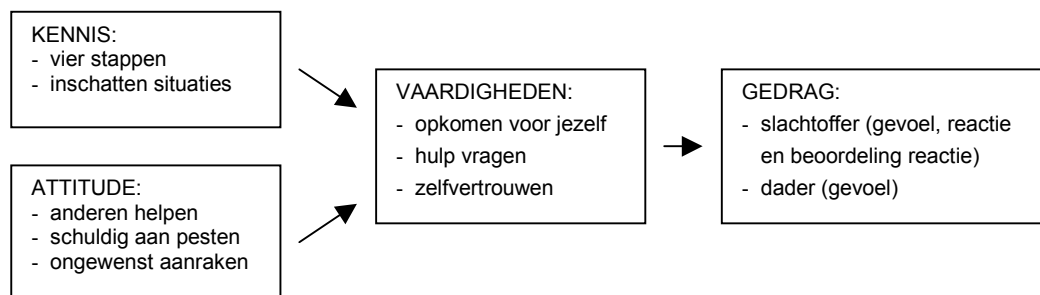 KENNIS:
- vier stappen
- inschatten situaties
ATTITUDE:
- anderen helpen
- schuldig aan pesten
- ongewenst aanraken
VAARDIGHEDEN:
- opkomen voor jezelf
- hulp vragen
- zelfvertrouwen
GEDRAG:
- slachtoffer (gevoel, reactie
en beoordeling reactie)
- dader (gevoel)